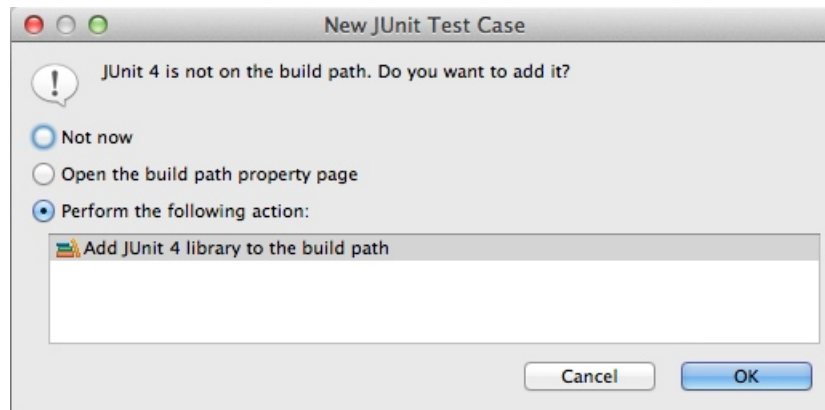 New JUnit Test Case
JUnit 4 is not on the build path. Do you want to add it?
Not now
Open the build path property page
Perform the following action:
Add JUnit 4 library to the build path
Cancel
OK